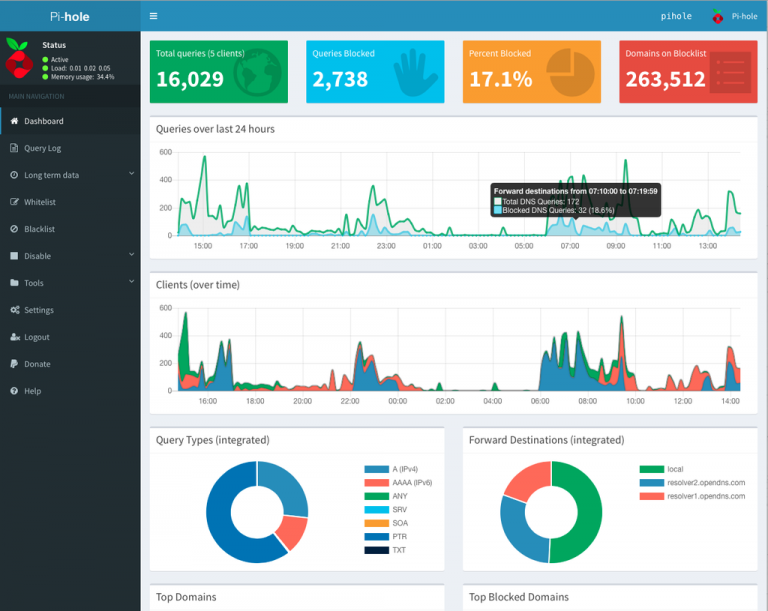 Pi-hole
pihole
Pi-hole
Status
Active
Load: 0.01 0.02 0.05
Memory usage: 34.4%
MAIN NAVIGATION
Dashboard
Query Log
Long term data
Whitelist
Blacklist
Disable
Tools
Settings
Logout
Donate
Help
Total queries (5 clients)
16,029
Queries Blocked
2,738
Percent Blocked
17.1%
Domains on Blocklist
263,512
Queries over last 24 hours
600
400
200
0
15:00 17:00 19:00 21:00 23:00 01:00 03:00 05:00 07:00 09:00 11:00 13:00
Forward destinations from 07:10:00 to 07:19:59
Total DNS Queries: 172
Blocked DNS Queries: 32 (18.6%)
Clients (over time)
600
400
200
0
16:00 18:00 20:00 22:00 00:00 02:00 04:00 06:00 08:00 10:00 12:00 14:00
Query Types (integrated)
A (IPv4)
AAAA (IPv6)
ANY
SRV
SOA
PTR
TXT
Forward Destinations (integrated)
local
resolver2.opendns.com
resolver1.opendns.com
Top Domains
Top Blocked Domains